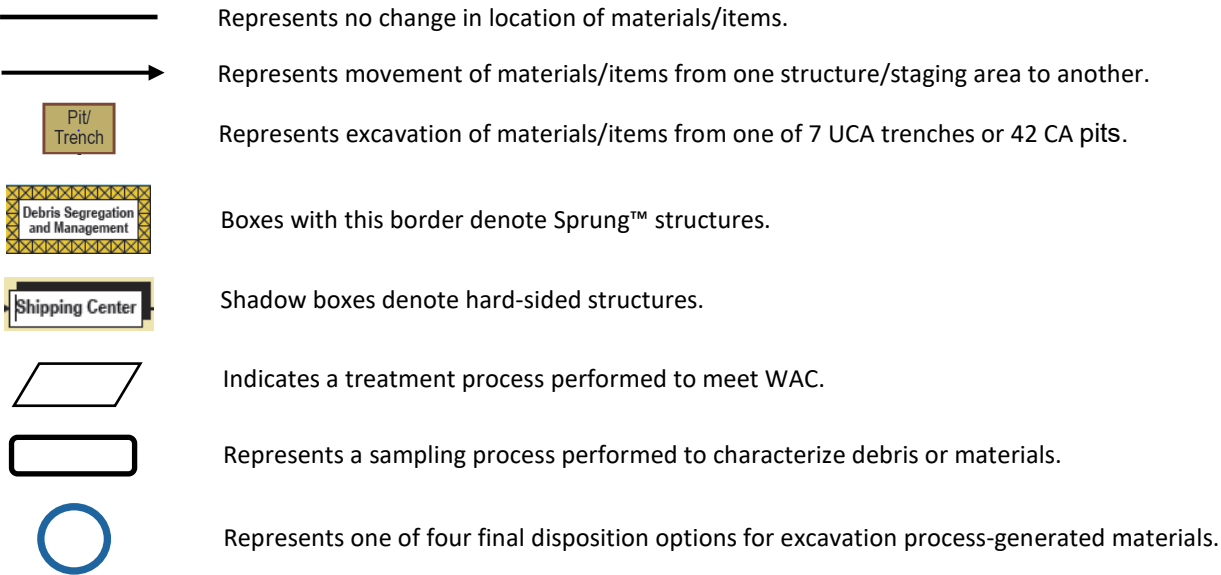 Represents no change in location of materials/items.
Represents movement of materials/items from one structure/staging area to another.
Pit/
Trench
Represents excavation of materials/items from one of 7 UCA trenches or 42 CA pits.
Debris Segregation
and Management
Boxes with this border denote Sprung™ structures.
Shipping Center
Shadow boxes denote hard-sided structures.
Indicates a treatment process performed to meet WAC.
Represents a sampling process performed to characterize debris or materials.
Represents one of four final disposition options for excavation process-generated materials.